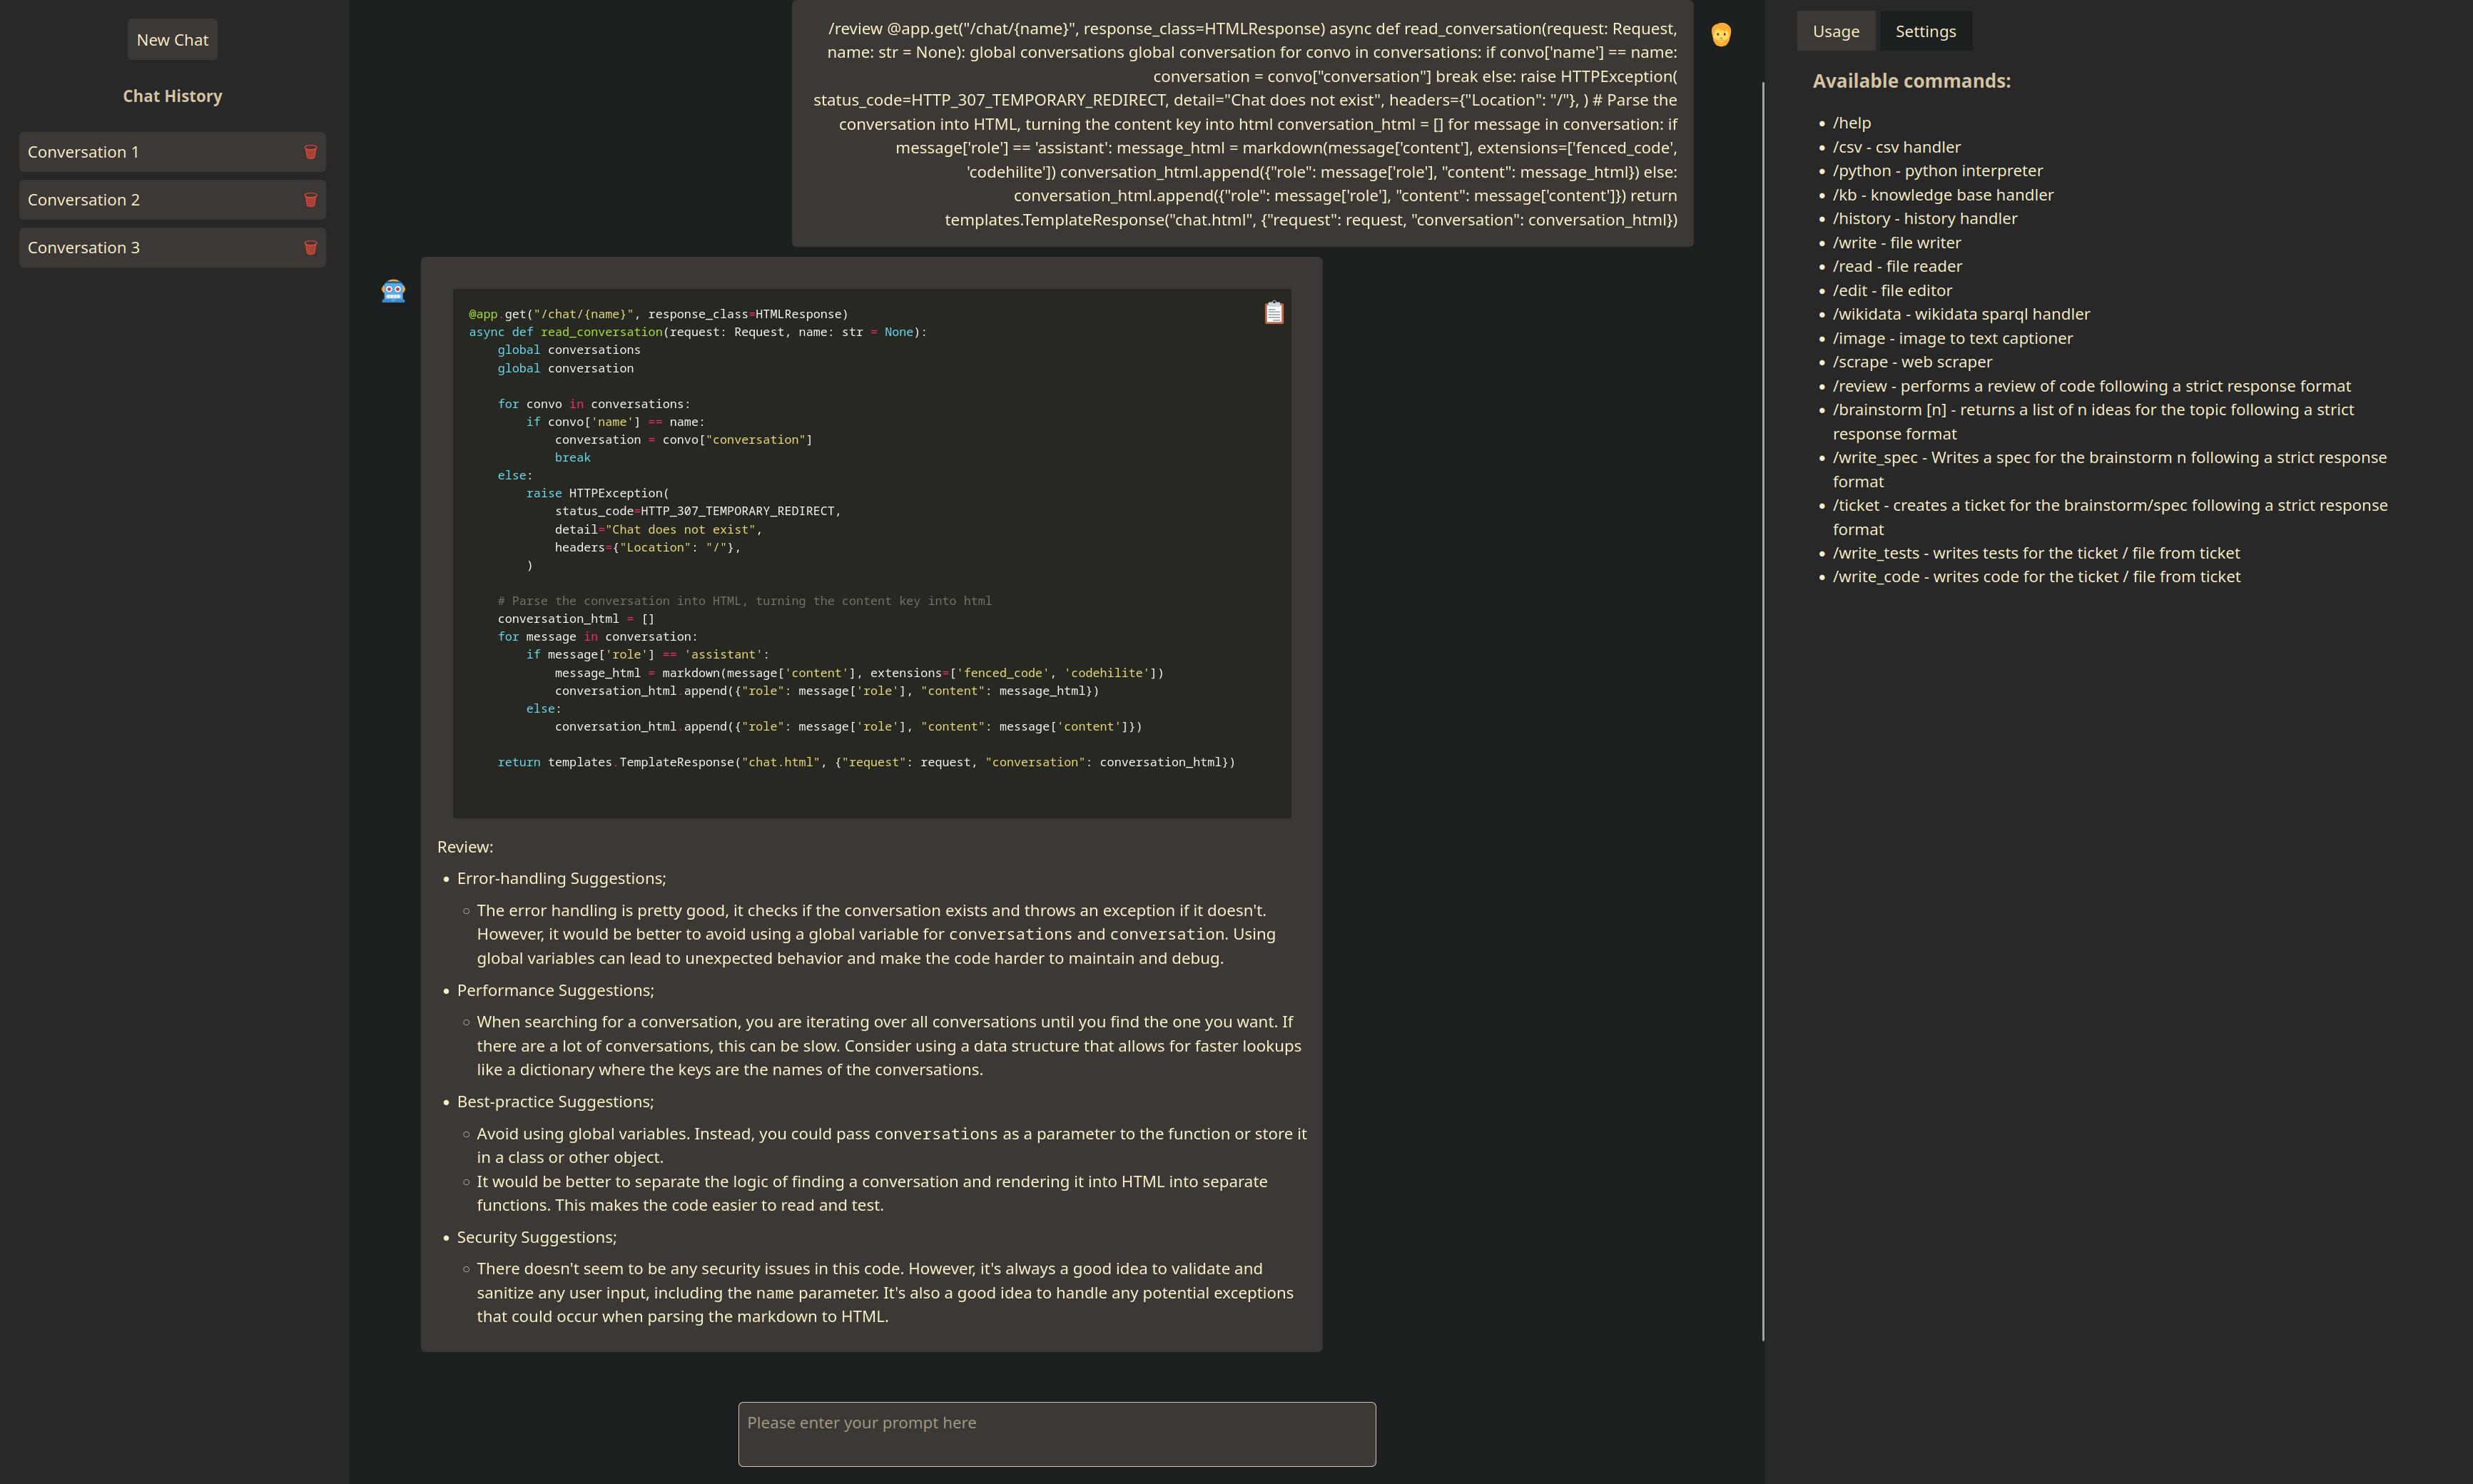 New Chat
Chat History
Conversation 1
Conversation 2
Conversation 3
/review @app.get("/chat/{name}", response_class=HTMLResponse) async def read_conversation(request: Request,
name: str = None): global conversations global conversation for convo in conversations: if convo['name'] == name:
conversation = convo["conversation"] break else: raise HTTPException(
status_code=HTTP_307_TEMPORARY_REDIRECT, detail="Chat does not exist", headers={"Location": "/"}, ) # Parse the
conversation into HTML, turning the content key into html conversation_html = [] for message in conversation: if
message['role'] == 'assistant': message_html = markdown(message['content'], extensions=['fenced_code',
'codehilite']) conversation_html.append({"role": message['role'], "content": message_html}) else:
conversation_html.append({"role": message['role'], "content": message['content']}) return
templates.TemplateResponse("chat.html", {"request": request, "conversation": conversation_html})
@app.get("/chat/{name}", response_class=HTMLResponse)
async def read_conversation(request: Request, name: str = None):
    global conversations
    global conversation
    for convo in conversations:
        if convo['name'] == name:
            conversation = convo["conversation"]
            break
    else:
        raise HTTPException(
            status_code=HTTP_307_TEMPORARY_REDIRECT,
            detail="Chat does not exist",
            headers={"Location": "/"},
        )
    # Parse the conversation into HTML, turning the content key into html
    conversation_html = []
    for message in conversation:
        if message['role'] == 'assistant':
            message_html = markdown(message['content'], extensions=['fenced_code', 'codehilite'])
            conversation_html.append({"role": message['role'], "content": message_html})
        else:
            conversation_html.append({"role": message['role'], "content": message['content']})
    return templates.TemplateResponse("chat.html", {"request": request, "conversation": conversation_html})
Review:
• Error-handling Suggestions;
◦ The error handling is pretty good, it checks if the conversation exists and throws an exception if it doesn't.
However, it would be better to avoid using a global variable for conversations and conversation. Using
global variables can lead to unexpected behavior and make the code harder to maintain and debug.
• Performance Suggestions;
◦ When searching for a conversation, you are iterating over all conversations until you find the one you want. If
there are a lot of conversations, this can be slow. Consider using a data structure that allows for faster lookups
like a dictionary where the keys are the names of the conversations.
• Best-practice Suggestions;
◦ Avoid using global variables. Instead, you could pass conversations as a parameter to the function or store it
in a class or other object.
◦ It would be better to separate the logic of finding a conversation and rendering it into HTML into separate
functions. This makes the code easier to read and test.
• Security Suggestions;
◦ There doesn't seem to be any security issues in this code. However, it's always a good idea to validate and
sanitize any user input, including the name parameter. It's also a good idea to handle any potential exceptions
that could occur when parsing the markdown to HTML.
Please enter your prompt here
Usage Settings
Available commands:
• /help
• /csv - csv handler
• /python - python interpreter
• /kb - knowledge base handler
• /history - history handler
• /write - file writer
• /read - file reader
• /edit - file editor
• /wikidata - wikidata sparql handler
• /image - image to text captioner
• /scrape - web scraper
• /review - performs a review of code following a strict response format
• /brainstorm [n] - returns a list of n ideas for the topic following a strict
response format
• /write_spec - Writes a spec for the brainstorm n following a strict response
format
• /ticket - creates a ticket for the brainstorm/spec following a strict response
format
• /write_tests - writes tests for the ticket / file from ticket
• /write_code - writes code for the ticket / file from ticket